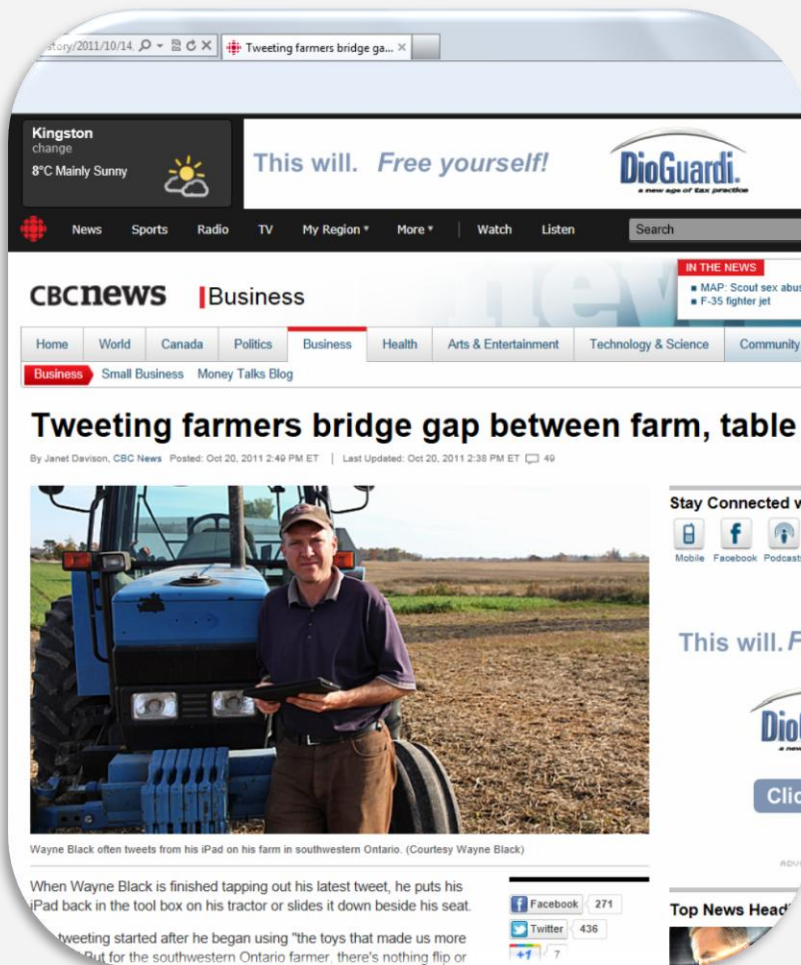 story/2011/10/14
Tweeting farmers bridge ga...
Kingston
change
8°C Mainly Sunny
This will. Free yourself!
DioGuardi.
a new age of tax practice
News Sports Radio TV My Region More Watch Listen Search
CBCnews Business
IN THE NEWS
MAP: Scout sex abus
F-35 fighter jet
Home World Canada Politics Business Health Arts & Entertainment Technology & Science Community
Business Small Business Money Talks Blog
Tweeting farmers bridge gap between farm, table
By Janet Davison, CBC News Posted: Oct 20, 2011 2:49 PM ET | Last Updated: Oct 20, 2011 2:38 PM ET 49
Stay Connected w
Mobile Facebook Podcasts
This will. F
Dio
a new
Clic
ADV
Wayne Black often tweets from his iPad on his farm in southwestern Ontario. (Courtesy Wayne Black)
When Wayne Black is finished tapping out his latest tweet, he puts his
iPad back in the tool box on his tractor or slides it down beside his seat.
tweeting started after he began using "the toys that made us more
But for the southwestern Ontario farmer, there's nothing flip or
Facebook 271
Twitter 436
+1 7
Top News Head